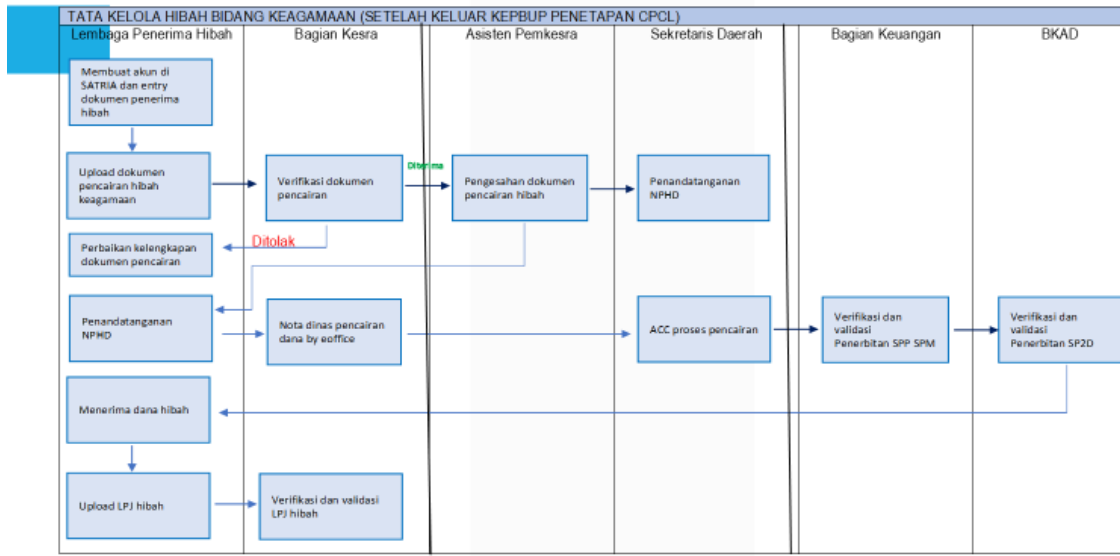 TATA KELOLA HIBAH BIDANG KEAGAMAAN (SETELAH KELUAR KEPBUP PENETAPAN CPCL)
Lembaga Penerima Hibah
Bagian Kesra
Asisten Pemkesra
Sekretaris Daerah
Bagian Keuangan
BKAD
Membuat akun di
SATRIA dan entry
dokumen penerima
hibah
Upload dokumen
pencairan hibah
keagamaan
Verifikasi dokumen
pencairan
Diterima
Pengesahan dokumen
pencairan hibah
Penandatanganan
NPHD
Ditolak
Perbaikan kelengkapan
dokumen pencairan
Penandatanganan
NPHD
Nota dinas pencairan
dana by eoffice
ACC proses pencairan
Verifikasi dan
validasi
Penerbitan SPP SPM
Verifikasi dan
validasi
Penerbitan SP2D
Menerima dana hibah
Upload LPJ hibah
Verifikasi dan validasi
LPJ hibah